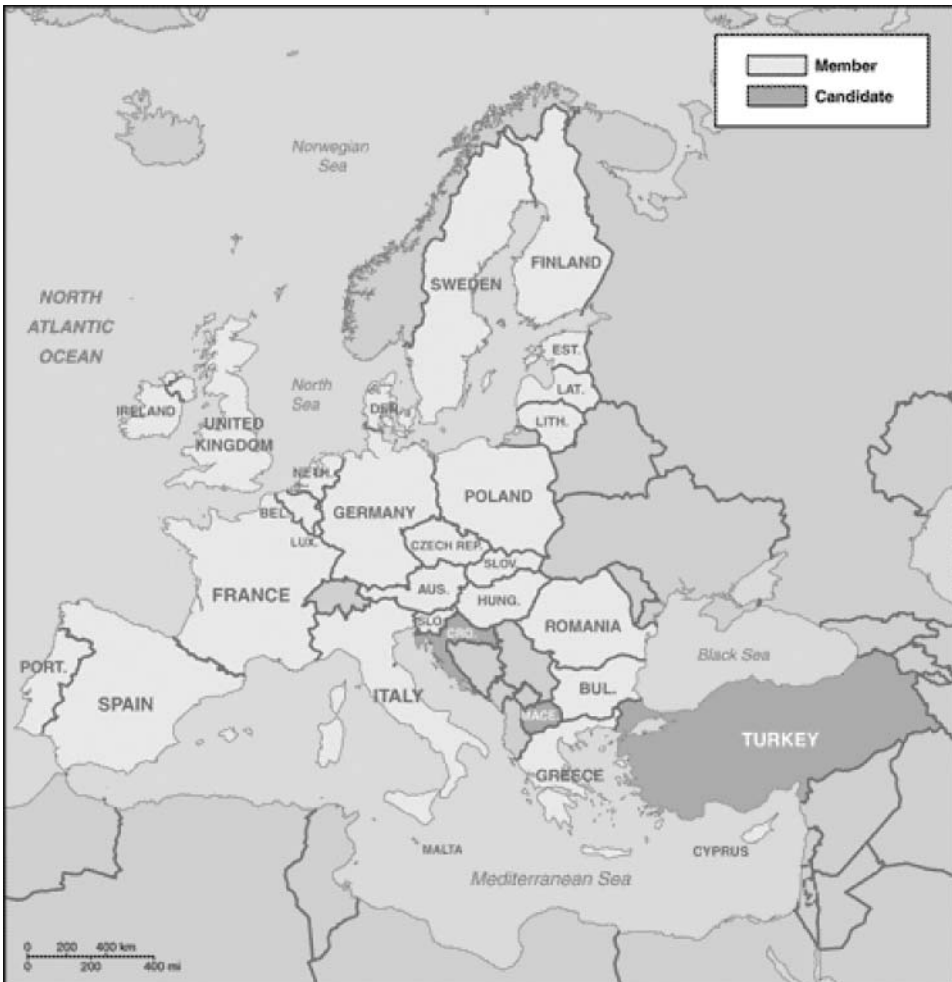 Member
Candidate
Norwegian
Sea
FINLAND
SWEDEN
NORTH
ATLANTIC
OCEAN
EST.
North
Sea
LAT.
DEN.
IRELAND
UNITED
KINGDOM
LITH.
NETH.
POLAND
BEL.
GERMANY
LUX.
CZECH REP.
SLOV.
AUS.
FRANCE
HUNG.
SLO.
CRO.
ROMANIA
Black Sea
PORT.
SPAIN
ITALY
BUL.
MACE.
TURKEY
GREECE
MALTA
CYPRUS
Mediterranean Sea
0 200 400 km
0 200 400 mi